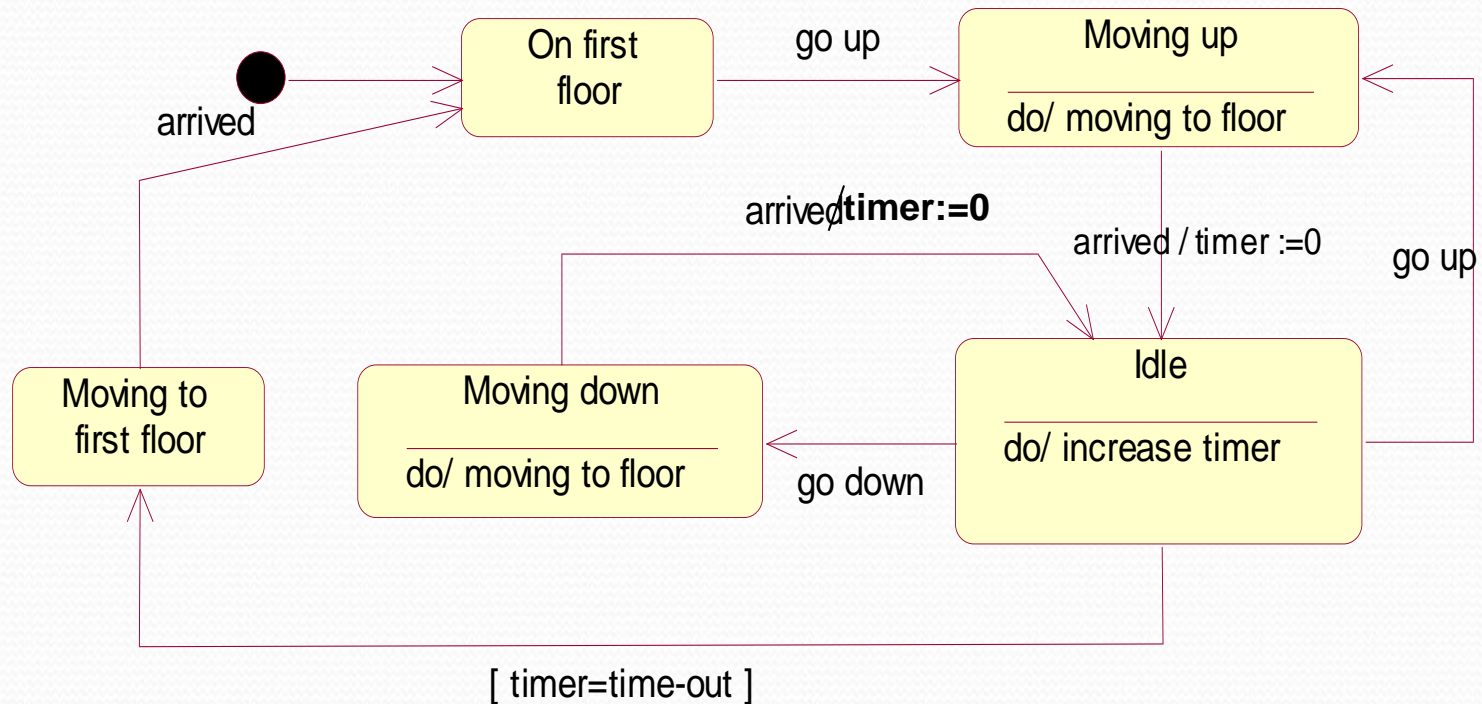 On first
floor
go up
Moving up
do/ moving to floor
arrived
arrived/timer:=0
arrived / timer :=0
go up
Moving to
first floor
Moving down
do/ moving to floor
go down
Idle
do/ increase timer
[ timer=time-out ]